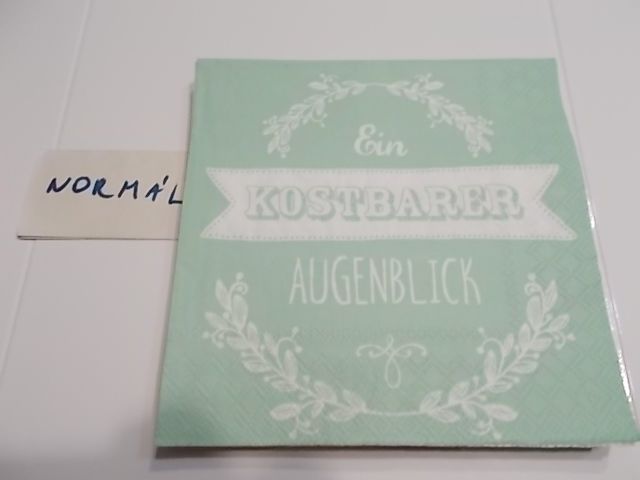 Ein
KOSTBARER
AUGENBLICK
NORMÁL